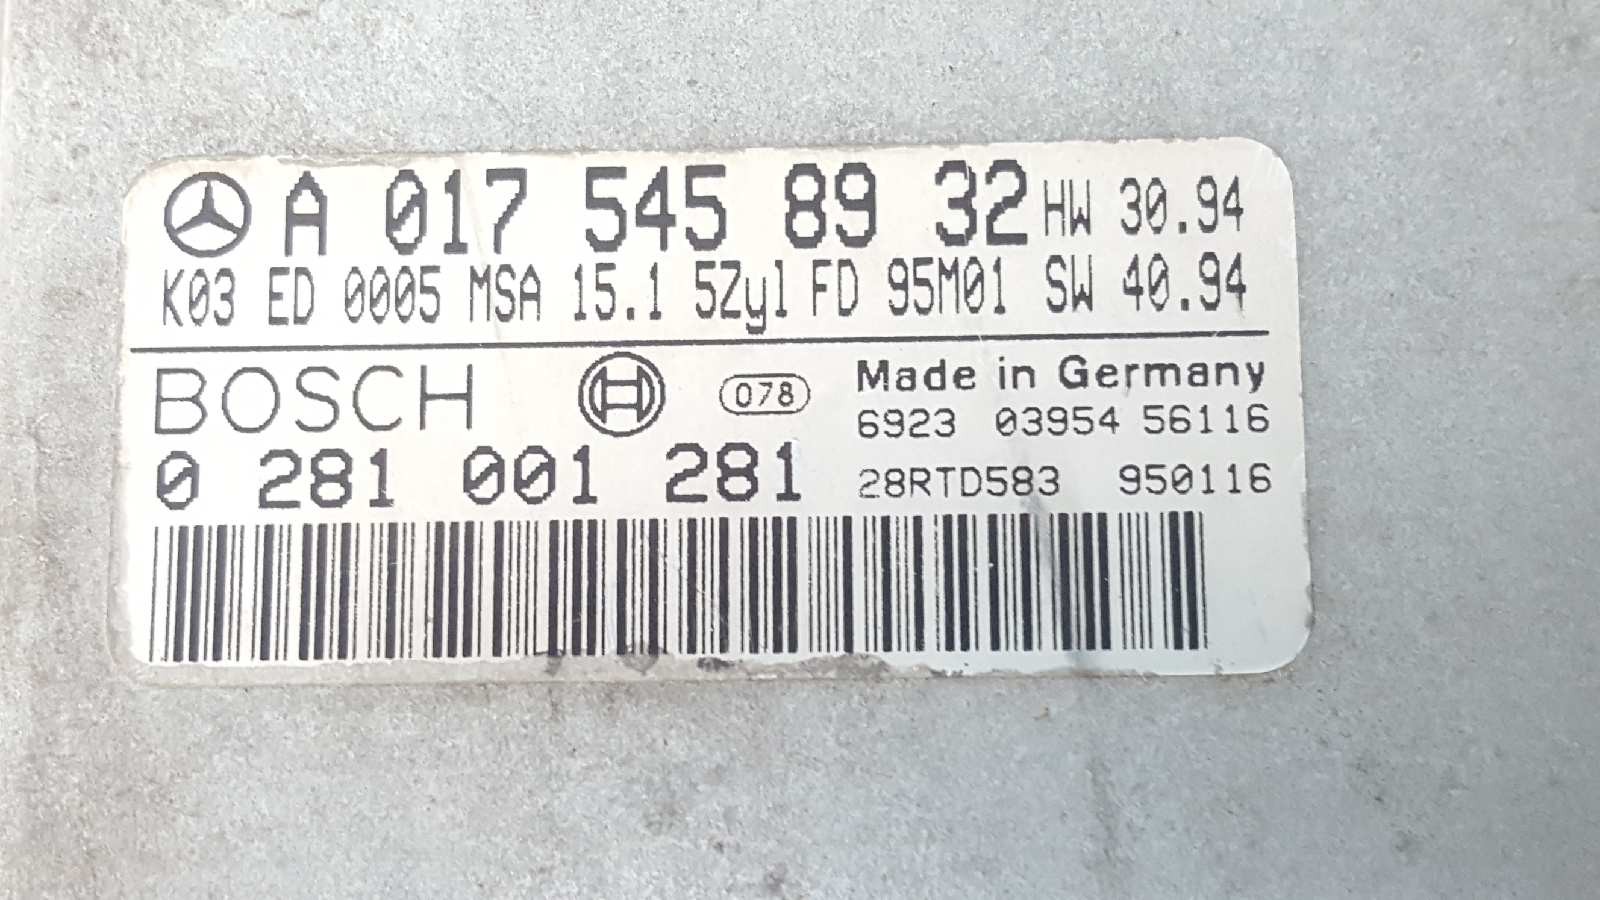 A 017 545 89 32 HW 30.94
K03 ED 0005 MSA 15.1 5Zyl FD 95M01 SW 40.94
BOSCH 078 Made in Germany
6923 03954 56116
0 281 001 281 28RTD583 950116